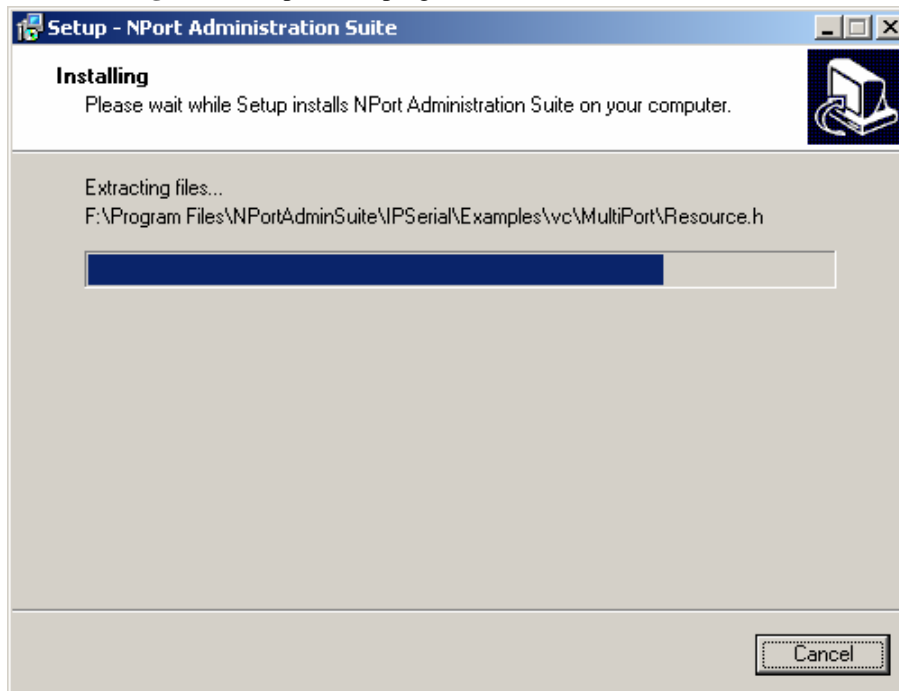 Setup - NPort Administration Suite
Installing
Please wait while Setup installs NPort Administration Suite on your computer.
Extracting files...
F:\Program Files\NPortAdminSuite\IPSerial\Examples\vc\MultiPort\Resource.h
Cancel